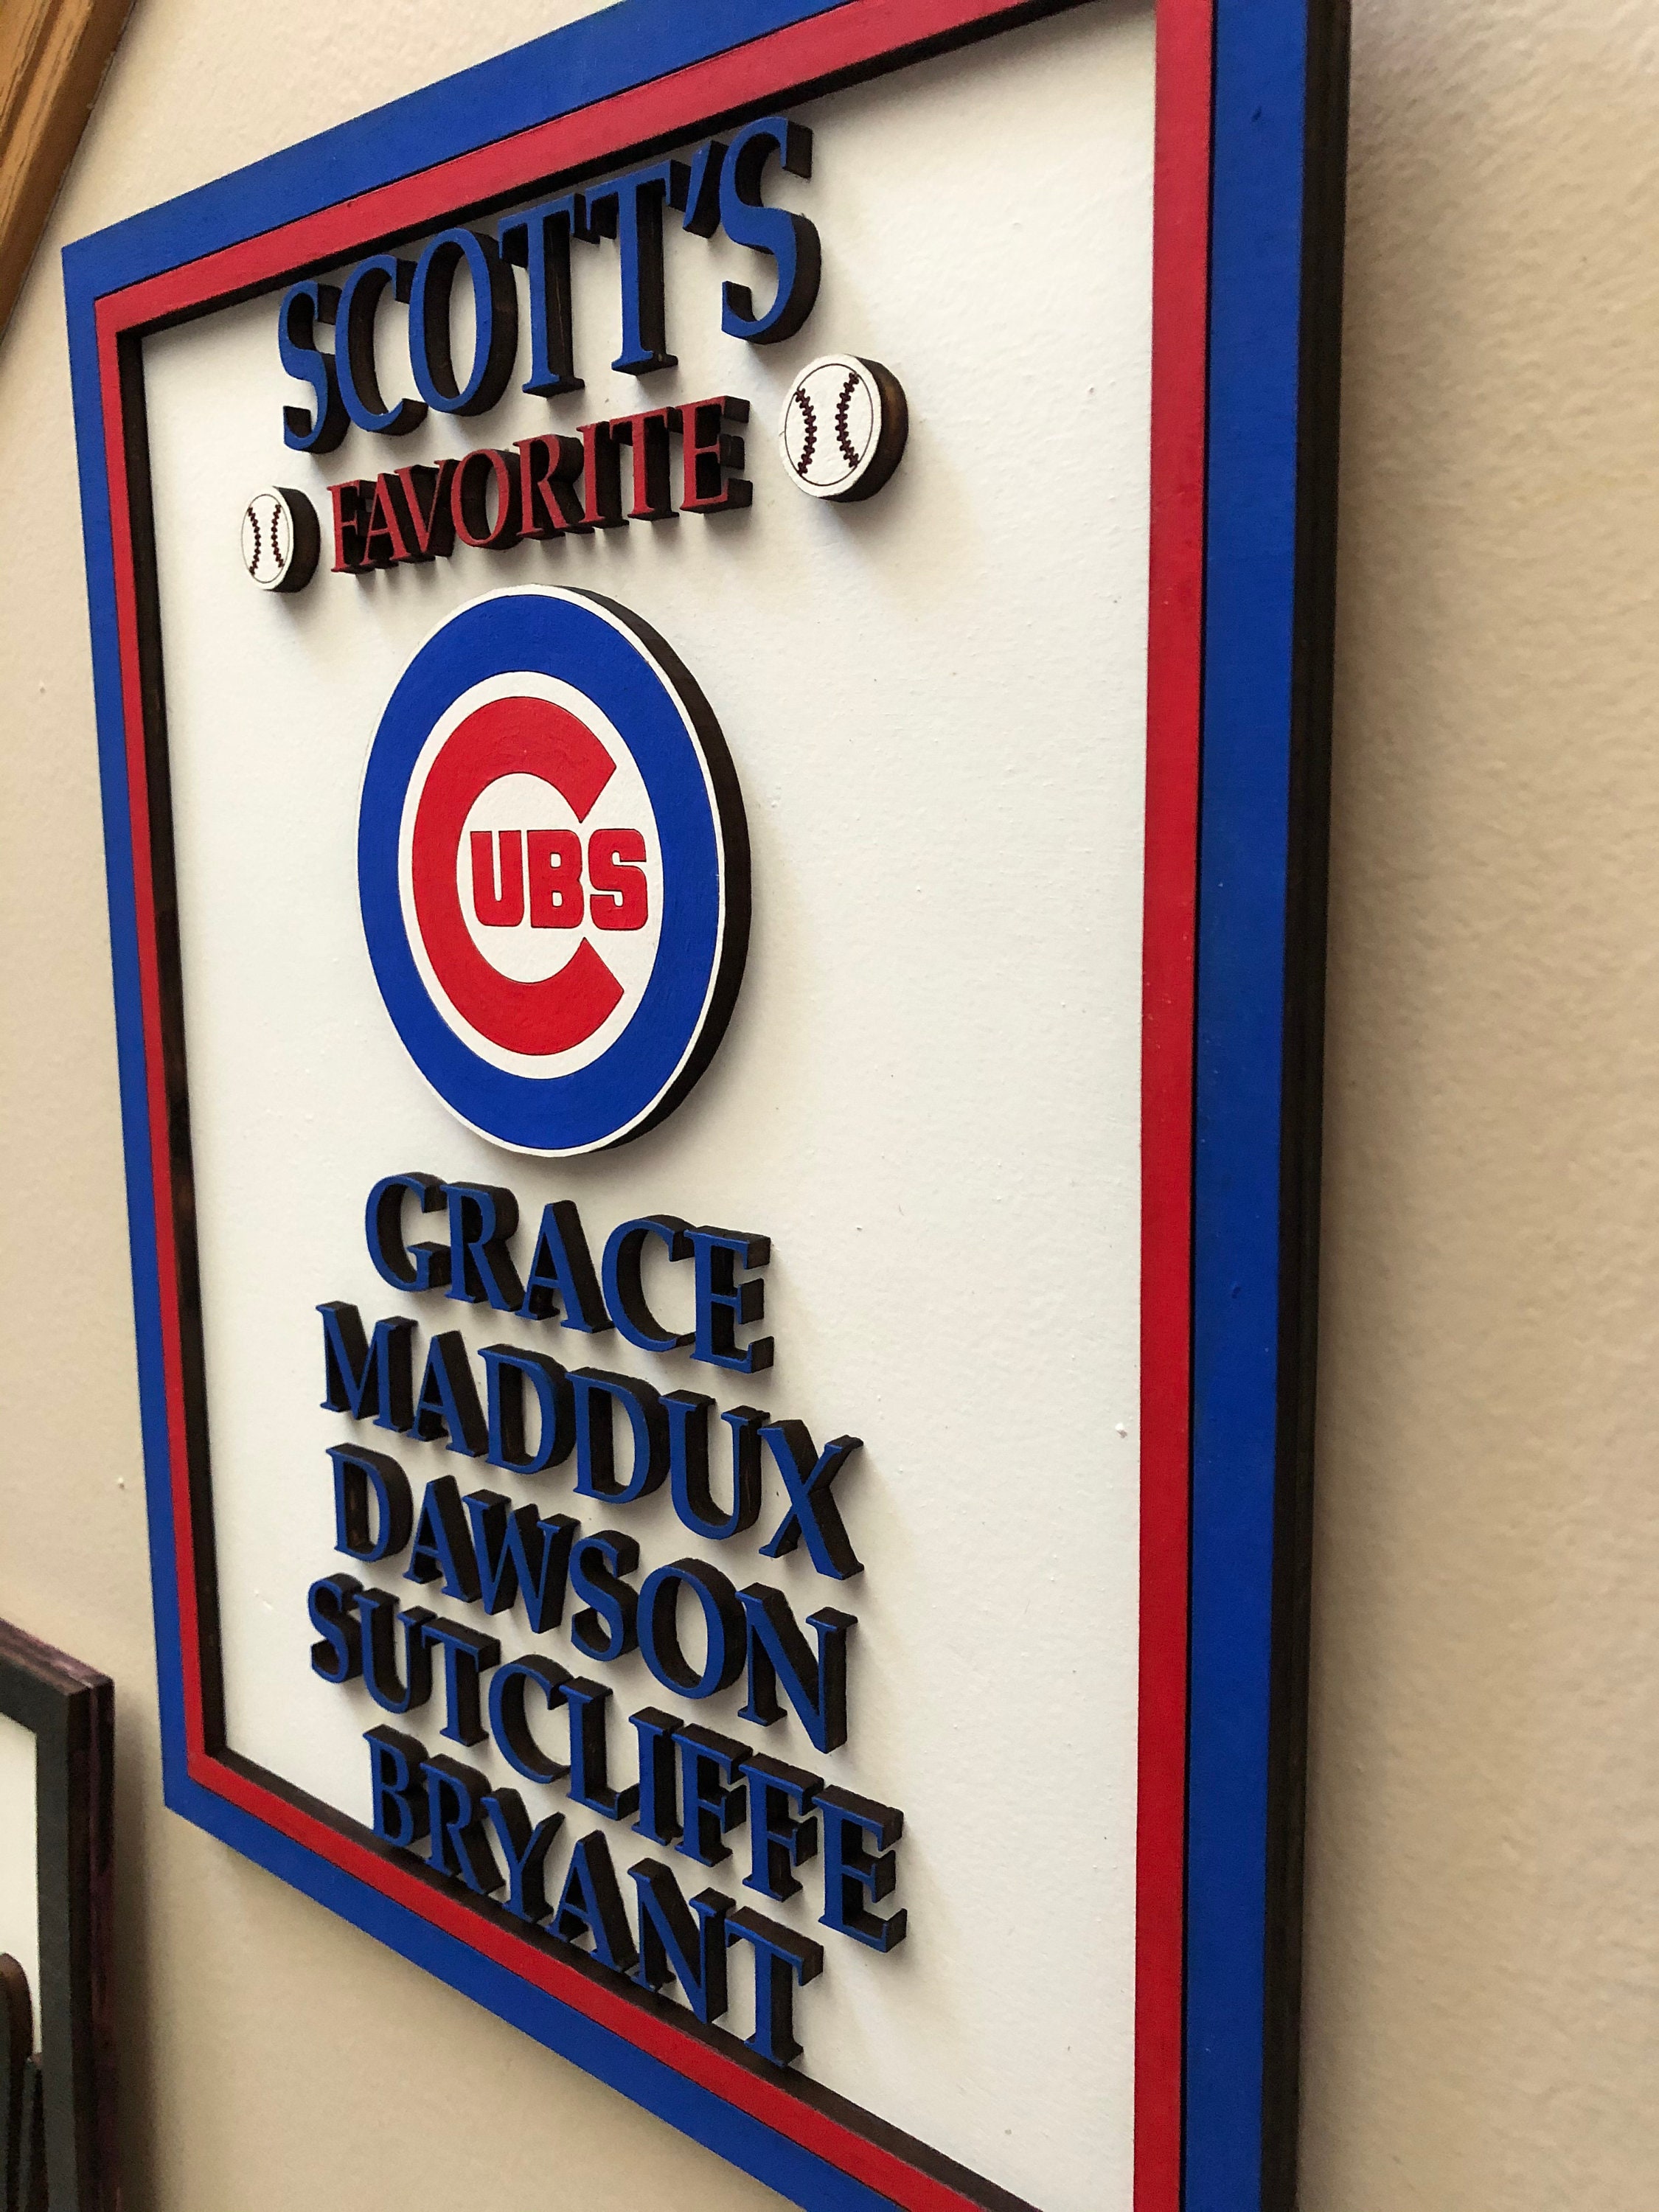 SCOTT'S
FAVORITE
CUBS
GRACE
MADDUX
DAWSON
SUTCLIFFE
BRYANT